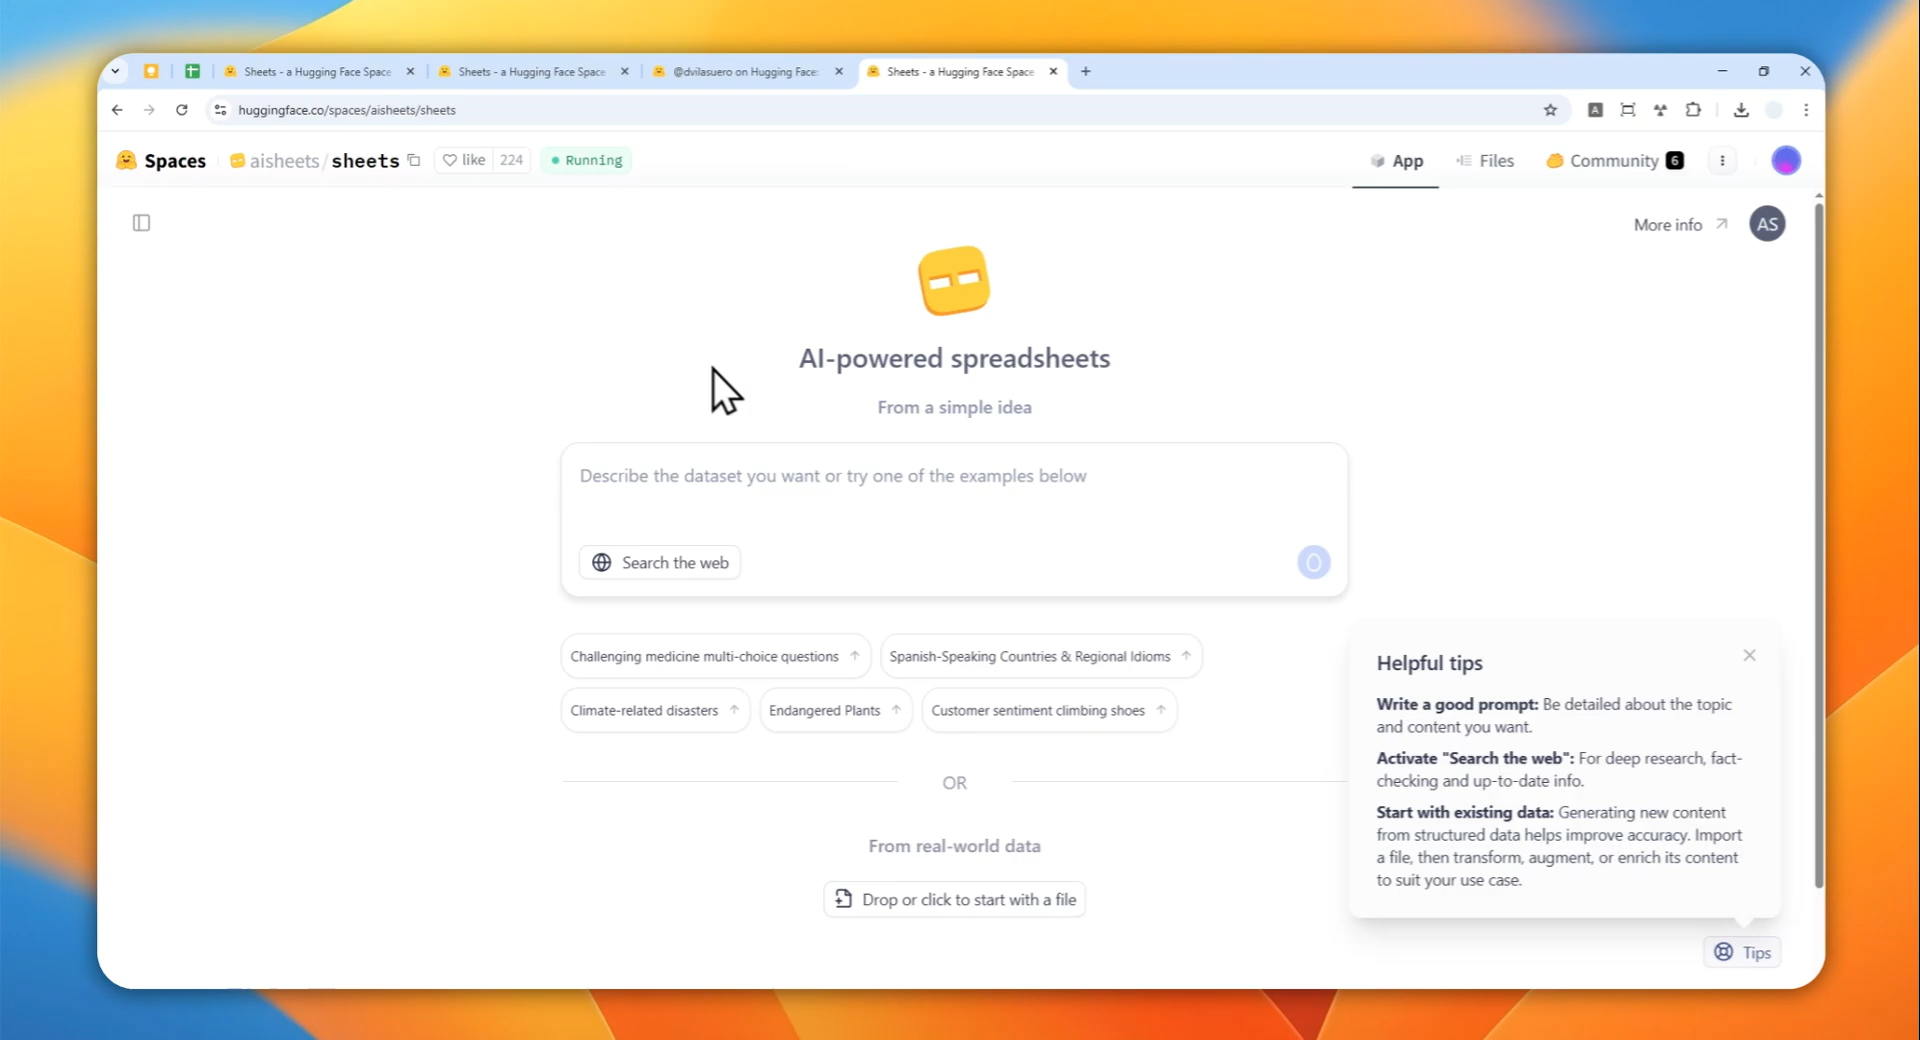 Sheets - a Hugging Face Space
Sheets - a Hugging Face Space
@dvilasuero on Hugging Face:
Sheets - a Hugging Face Space
huggingface.co/spaces/aisheets/sheets
A
Spaces
aisheets/sheets
like 224
Running
App
Files
Community 6
More info
AS
AI-powered spreadsheets
From a simple idea
Describe the dataset you want or try one of the examples below
Search the web
Challenging medicine multi-choice questions
Spanish-Speaking Countries & Regional Idioms
Climate-related disasters
Endangered Plants
Customer sentiment climbing shoes
OR
From real-world data
Drop or click to start with a file
Helpful tips
Write a good prompt: Be detailed about the topic
and content you want.
Activate "Search the web": For deep research, fact-
checking and up-to-date info.
Start with existing data: Generating new content
from structured data helps improve accuracy. Import
a file, then transform, augment, or enrich its content
to suit your use case.
Tips